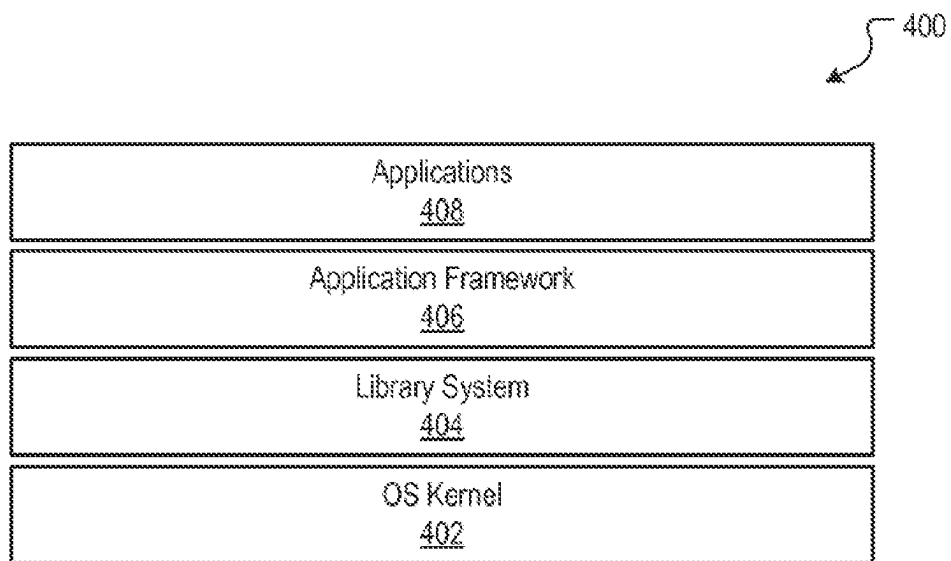 400
Applications
408
Application Framework
406
Library System
404
OS Kernel
402